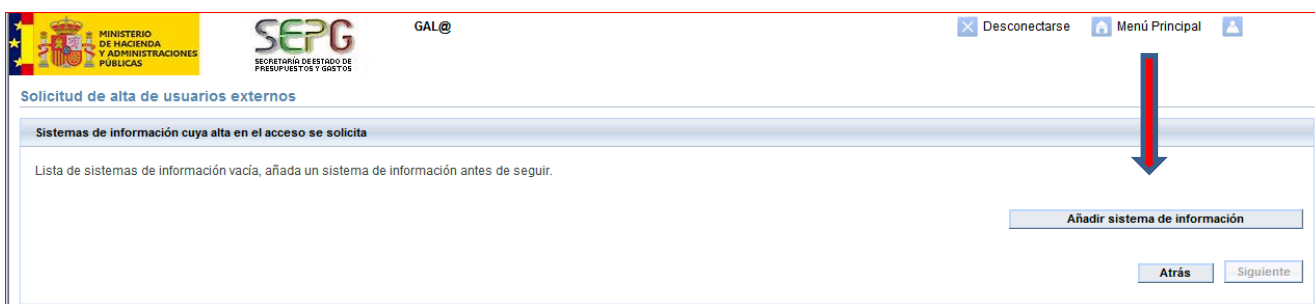 MINISTERIO
DE HACIENDA
Y ADMINISTRACIONES
PÚBLICAS
SEPG
SECRETARÍA DE ESTADO DE
PRESUPUESTOS Y GASTOS
GAL@
Desconectarse Menú Principal
Solicitud de alta de usuarios externos
Sistemas de información cuya alta en el acceso se solicita
Lista de sistemas de información vacía, añada un sistema de información antes de seguir.
Añadir sistema de información
Atrás Siguiente